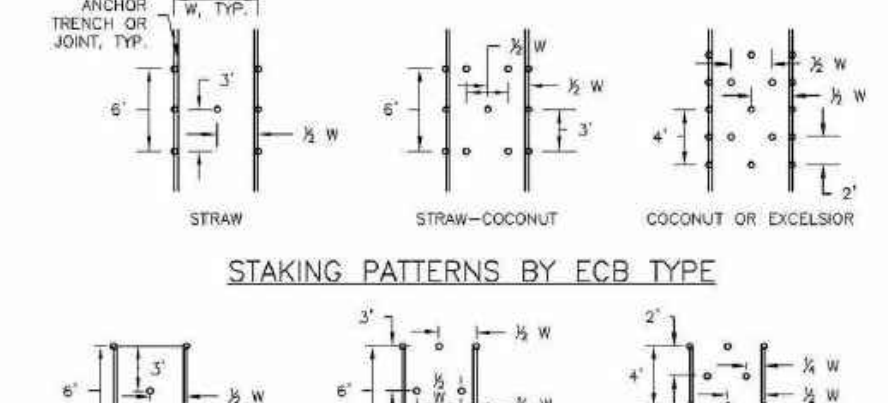 ANCHOR
TRENCH OR
JOINT, TYP.
W, TYP.
3'
6'
½ W
STRAW
½ W
½ W
6'
3'
STRAW-COCONUT
½ W
½ W
4'
2'
COCONUT OR EXCELSIOR
STAKING PATTERNS BY ECB TYPE
3'
6'
½ W
3'
½ W
6'
½
W
2'
¼ W
4'
½ W